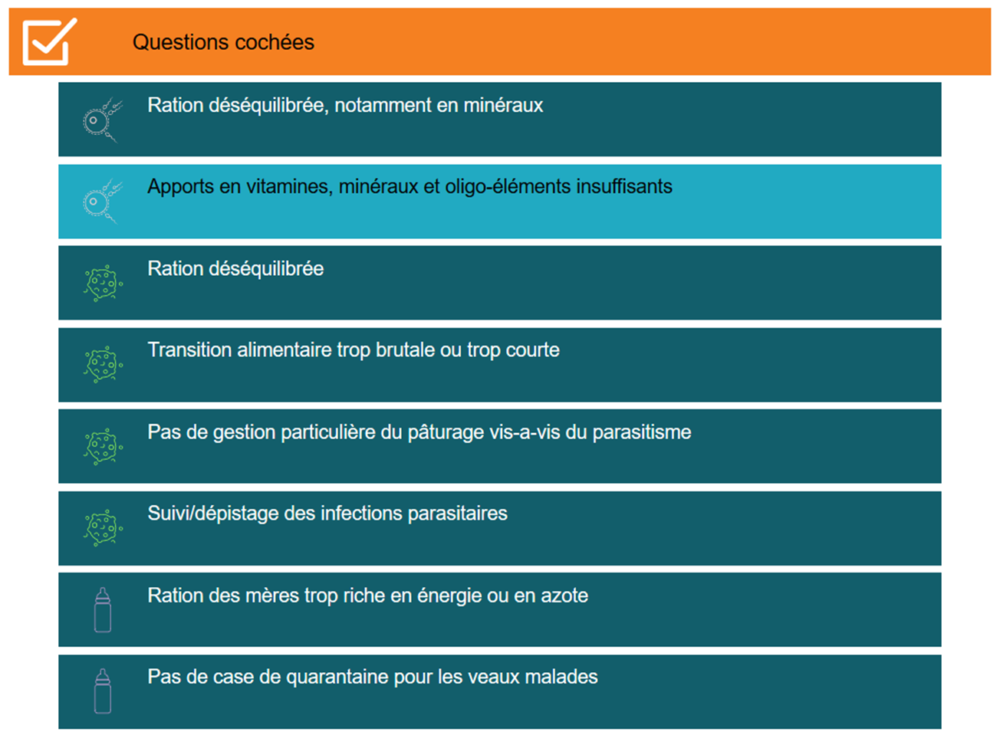 Questions cochées
Ration déséquilibrée, notamment en minéraux
Apports en vitamines, minéraux et oligo-éléments insuffisants
Ration déséquilibrée
Transition alimentaire trop brutale ou trop courte
Pas de gestion particulière du pâturage vis-a-vis du parasitisme
Suivi/dépistage des infections parasitaires
Ration des mères trop riche en énergie ou en azote
Pas de case de quarantaine pour les veaux malades